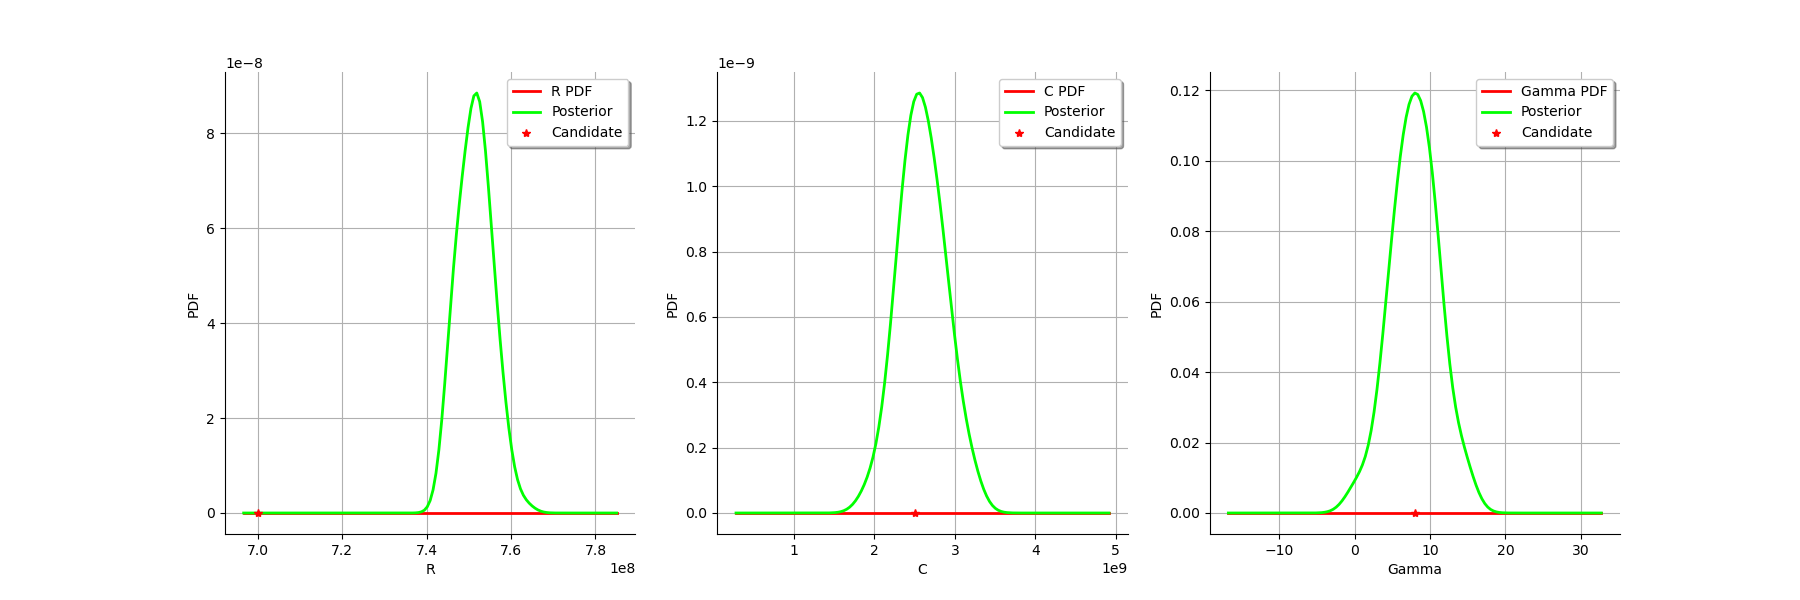 1e−8
R PDF
Posterior
Candidate
8
6
4
2
0
PDF
7.0 7.2 7.4 7.6 7.8
R
1e8
1e−9
C PDF
Posterior
Candidate
1.2
1.0
0.8
0.6
0.4
0.2
0.0
PDF
1 2 3 4 5
C
1e9
Gamma PDF
Posterior
Candidate
0.12
0.10
0.08
0.06
0.04
0.02
0.00
PDF
−10 0 10 20 30
Gamma